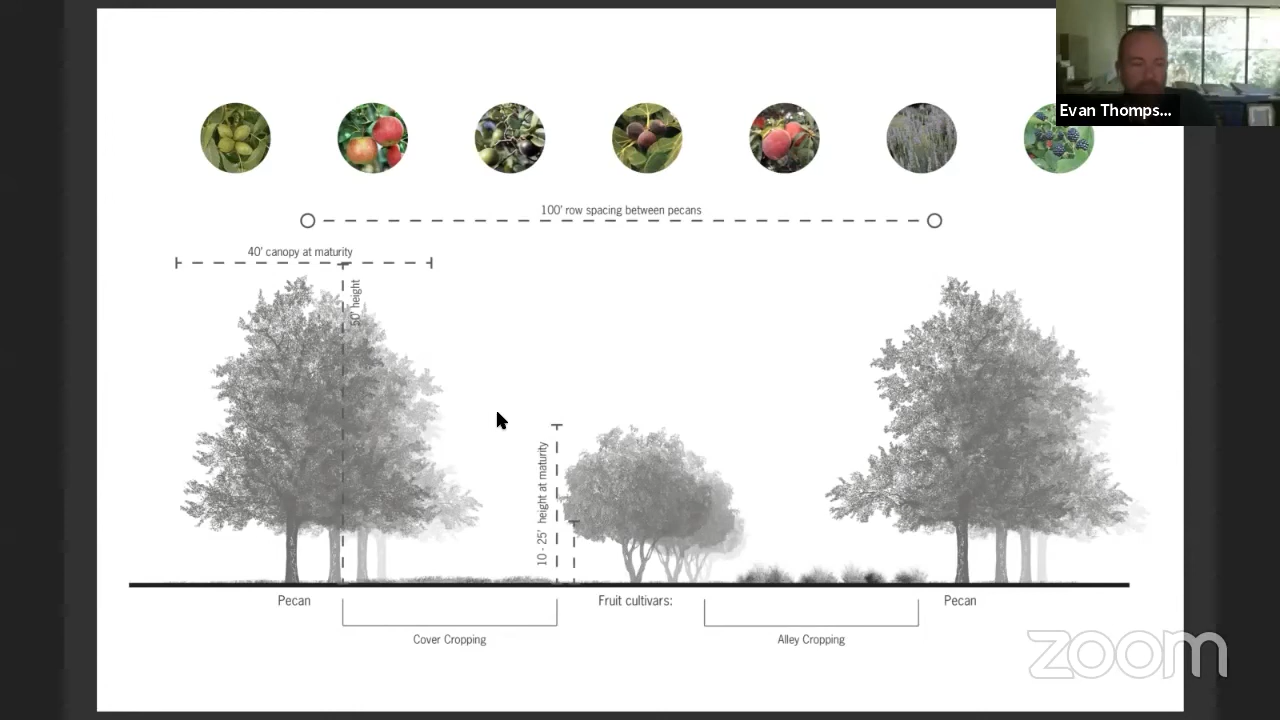 Evan Thomps...
100' row spacing between pecans
40' canopy at maturity
50' height
10 - 25' height at maturity
Pecan
Fruit cultivars:
Pecan
Cover Cropping
Alley Cropping
zoom